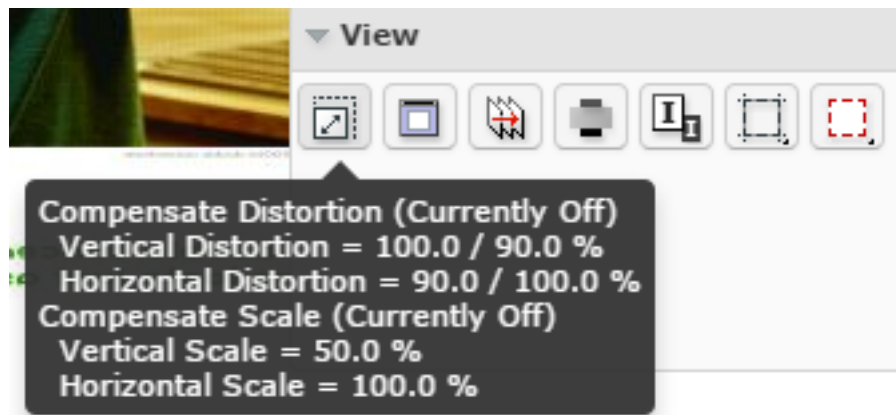 View
Compensate Distortion (Currently Off)
Vertical Distortion = 100.0 / 90.0 %
Horizontal Distortion = 90.0 / 100.0 %
Compensate Scale (Currently Off)
Vertical Scale = 50.0 %
Horizontal Scale = 100.0 %